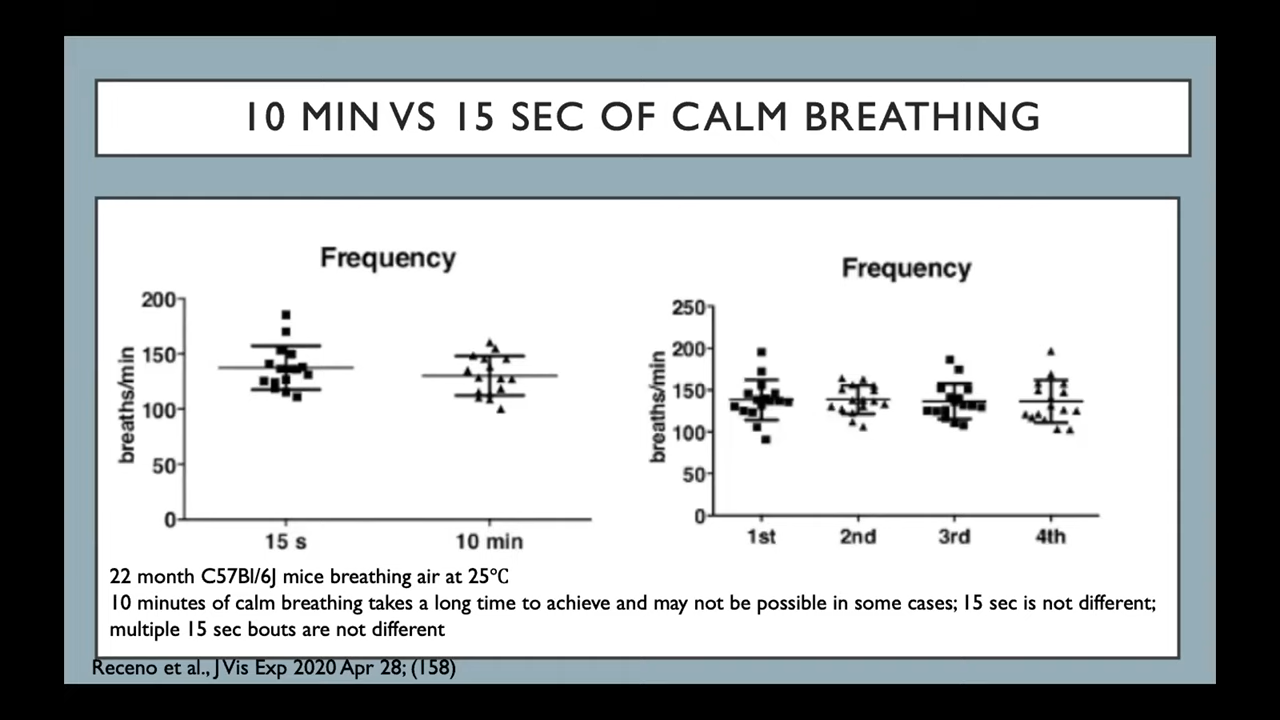 10 MIN VS 15 SEC OF CALM BREATHING
Frequency
200
150
100
50
0
breaths/min
15 s
10 min
Frequency
250
200
150
100
50
0
breaths/min
1st
2nd
3rd
4th
22 month C57Bl/6J mice breathing air at 25℃
10 minutes of calm breathing takes a long time to achieve and may not be possible in some cases; 15 sec is not different;
multiple 15 sec bouts are not different
Receno et al., J Vis Exp 2020 Apr 28; (158)